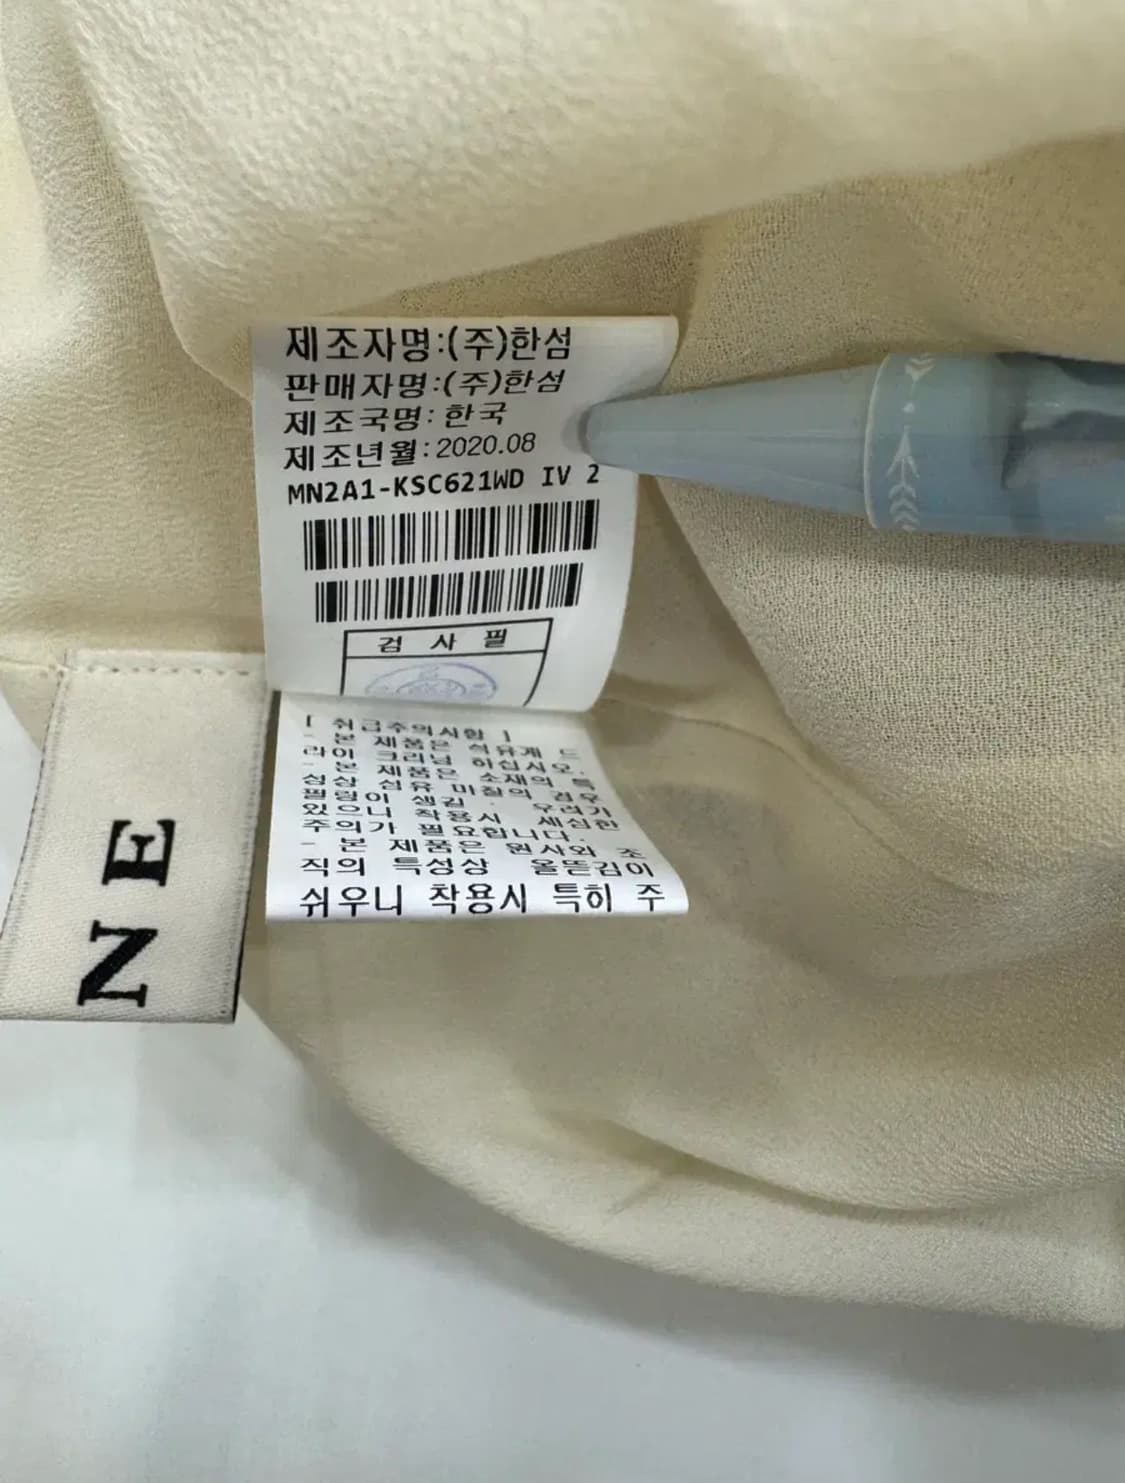 제조자명:(주)한섬
판매자명:(주)한섬
제조국명: 한국
제조년월:2020.08
MN2A1-KSC621WD IV 2
검 사 필
[ 취급주의사항 ]
- 본 제품은 석유계 드
라이 크리닝 하십시오.
- 본 제품은 소재의 특
성상 섬유 마찰의 경우
필링이 생길 우려가
있으니 착용시 세심한
주의가 필요합니다.
- 본 제품은 원사와 조
직의 특성상 올뜯김이
쉬우니 착용시 특히 주
NE